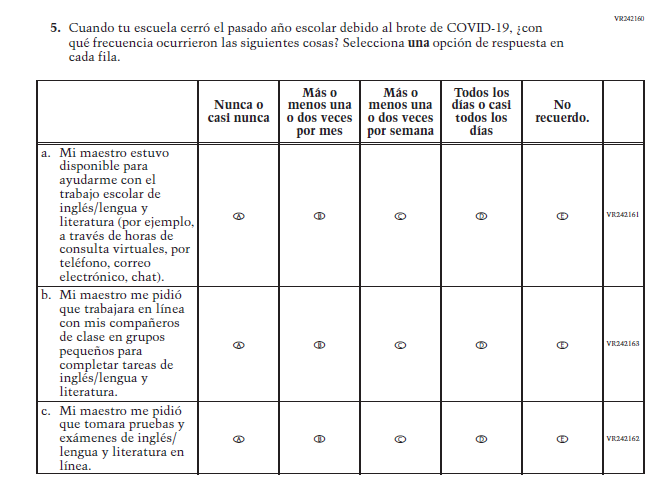 VR242160
5. Cuando tu escuela cerró el pasado año escolar debido al brote de COVID-19, ¿con
qué frecuencia ocurrieron las siguientes cosas? Selecciona una opción de respuesta en
cada fila.
Nunca o
casi nunca
Más o
menos una
o dos veces
por mes
Más o
menos una
o dos veces
por semana
Todos los
días o casi
todos los
días
No
recuerdo.
a. Mi maestro estuvo
disponible para
ayudarme con el
trabajo escolar de
inglés/lengua y
literatura (por ejemplo,
a través de horas de
consulta virtuales, por
teléfono, correo
electrónico, chat).
A B C D E VR242161
b. Mi maestro me pidió
que trabajara en línea
con mis compañeros
de clase en grupos
pequeños para
completar tareas de
inglés/lengua y
literatura.
A B C D E VR242163
c. Mi maestro me pidió
que tomara pruebas y
exámenes de inglés/
lengua y literatura en
línea.
A B C D E VR242162